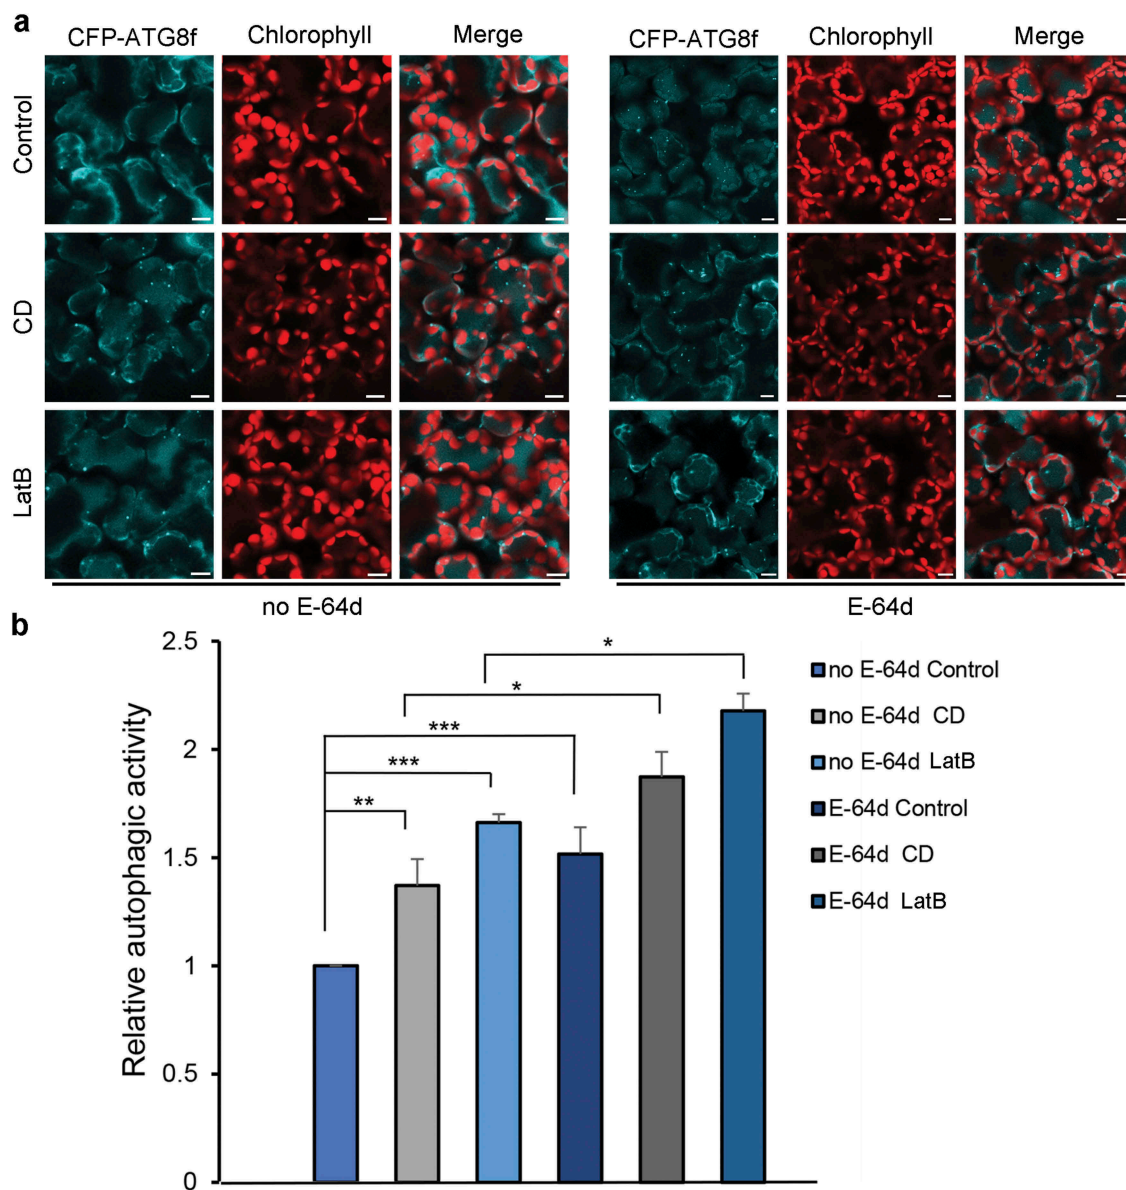 a
CFP-ATG8f Chlorophyll Merge CFP-ATG8f Chlorophyll Merge
Control
CD
LatB
no E-64d E-64d
b
Relative autophagic activity
2.5
2
1.5
1
0.5
0
*
*
***
***
**
no E-64d Control
no E-64d CD
no E-64d LatB
E-64d Control
E-64d CD
E-64d LatB